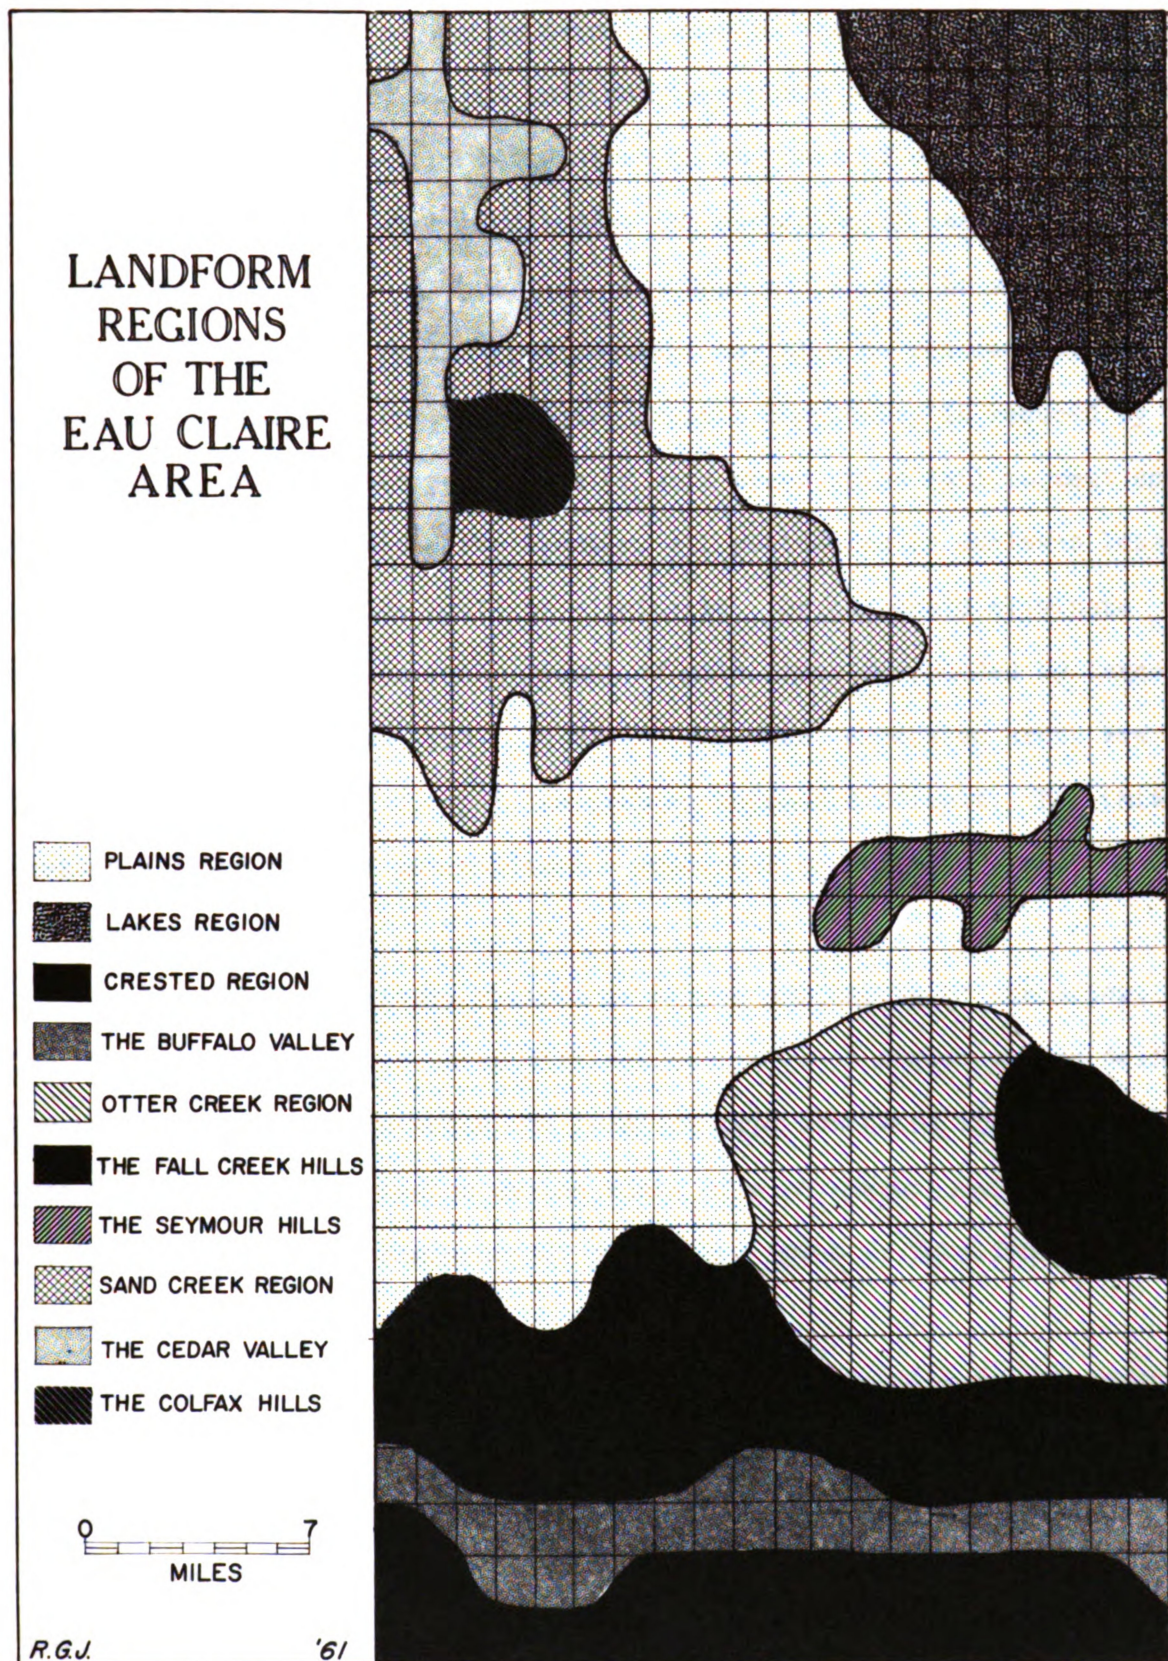 LANDFORM
REGIONS
OF THE
EAU CLAIRE
AREA
PLAINS REGION
LAKES REGION
CRESTED REGION
THE BUFFALO VALLEY
OTTER CREEK REGION
THE FALL CREEK HILLS
THE SEYMOUR HILLS
SAND CREEK REGION
THE CEDAR VALLEY
THE COLFAX HILLS
0 7
MILES
R.G.J. '61